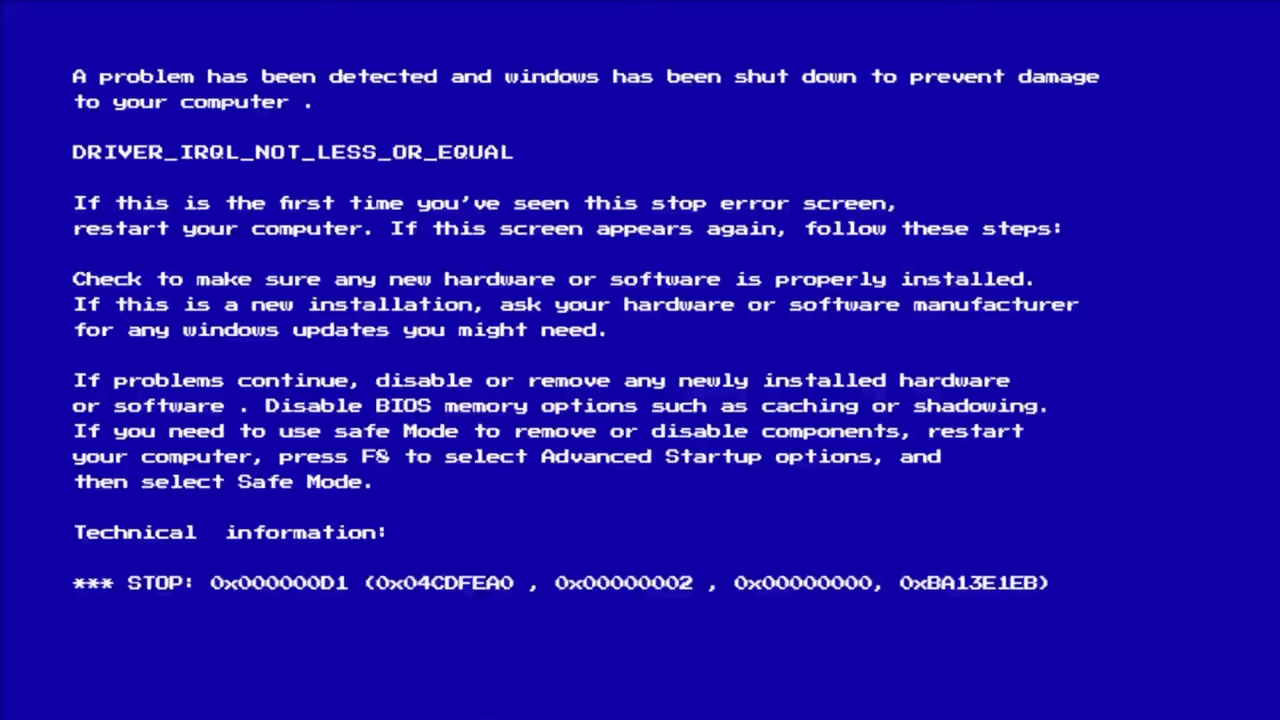 A problem has been detected and windows has been shut down to prevent damage
to your computer .
DRIVER_IRQL_NOT_LESS_OR_EQUAL
If this is the first time you've seen this stop error screen,
restart your computer. If this screen appears again, follow these steps:
Check to make sure any new hardware or software is properly installed.
If this is a new installation, ask your hardware or software manufacturer
for any windows updates you might need.
If problems continue, disable or remove any newly installed hardware
or software . Disable BIOS memory options such as caching or shadowing.
If you need to use safe Mode to remove or disable components, restart
your computer, press F8 to select Advanced Startup options, and
then select Safe Mode.
Technical  information:
*** STOP: 0x000000D1 (0x04CDFEA0 , 0x00000002 , 0x00000000, 0xBA13E1EB)